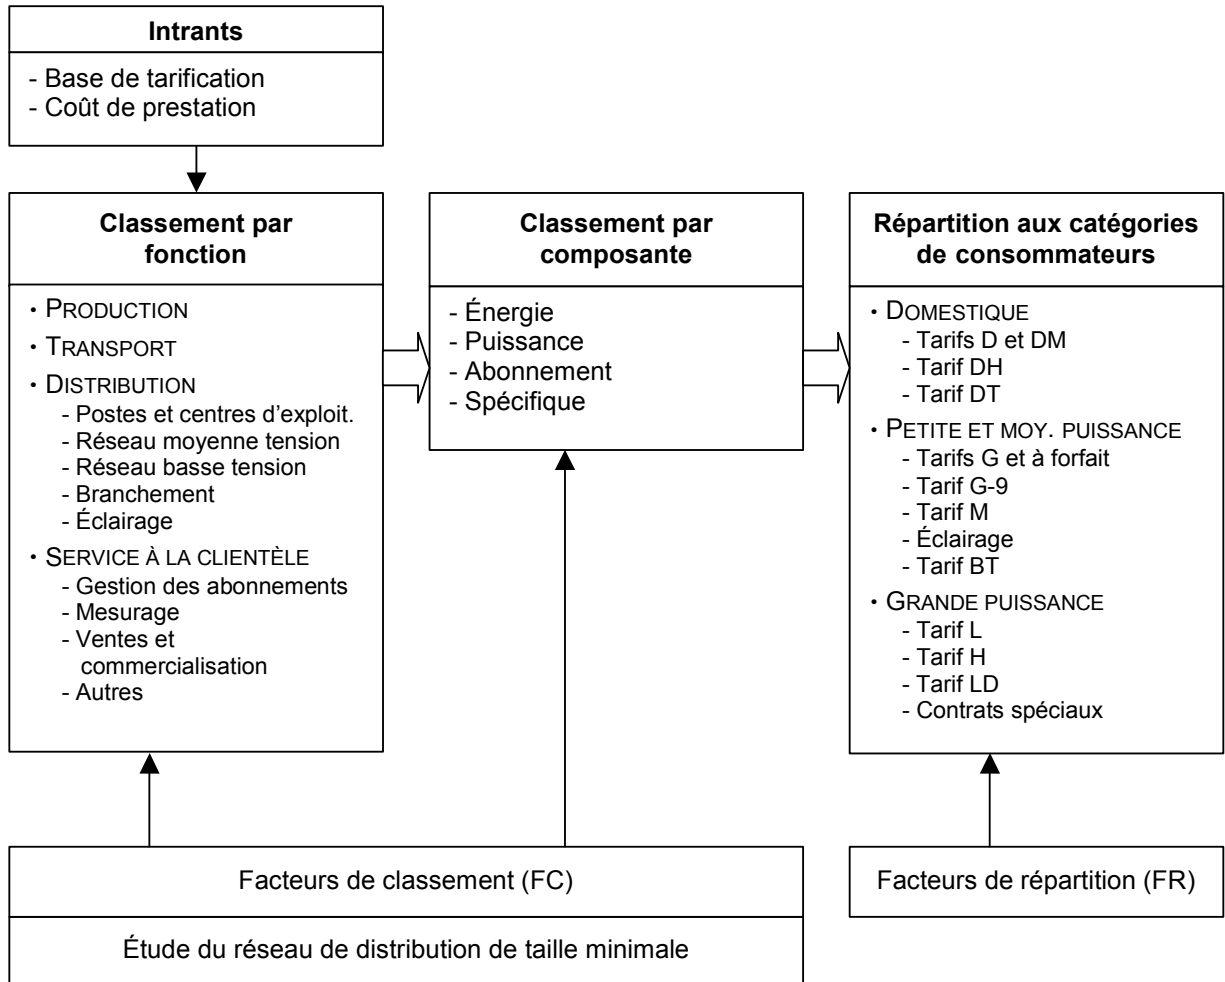 Intrants
- Base de tarification
- Coût de prestation
Classement par
fonction
· PRODUCTION
· TRANSPORT
· DISTRIBUTION
- Postes et centres d'exploit.
- Réseau moyenne tension
- Réseau basse tension
- Branchement
- Éclairage
· SERVICE À LA CLIENTÈLE
- Gestion des abonnements
- Mesurage
- Ventes et
commercialisation
- Autres
Classement par
composante
- Énergie
- Puissance
- Abonnement
- Spécifique
Répartition aux catégories
de consommateurs
· DOMESTIQUE
- Tarifs D et DM
- Tarif DH
- Tarif DT
· PETITE ET MOY. PUISSANCE
- Tarifs G et à forfait
- Tarif G-9
- Tarif M
- Éclairage
- Tarif BT
· GRANDE PUISSANCE
- Tarif L
- Tarif H
- Tarif LD
- Contrats spéciaux
Facteurs de classement (FC)
Étude du réseau de distribution de taille minimale
Facteurs de répartition (FR)